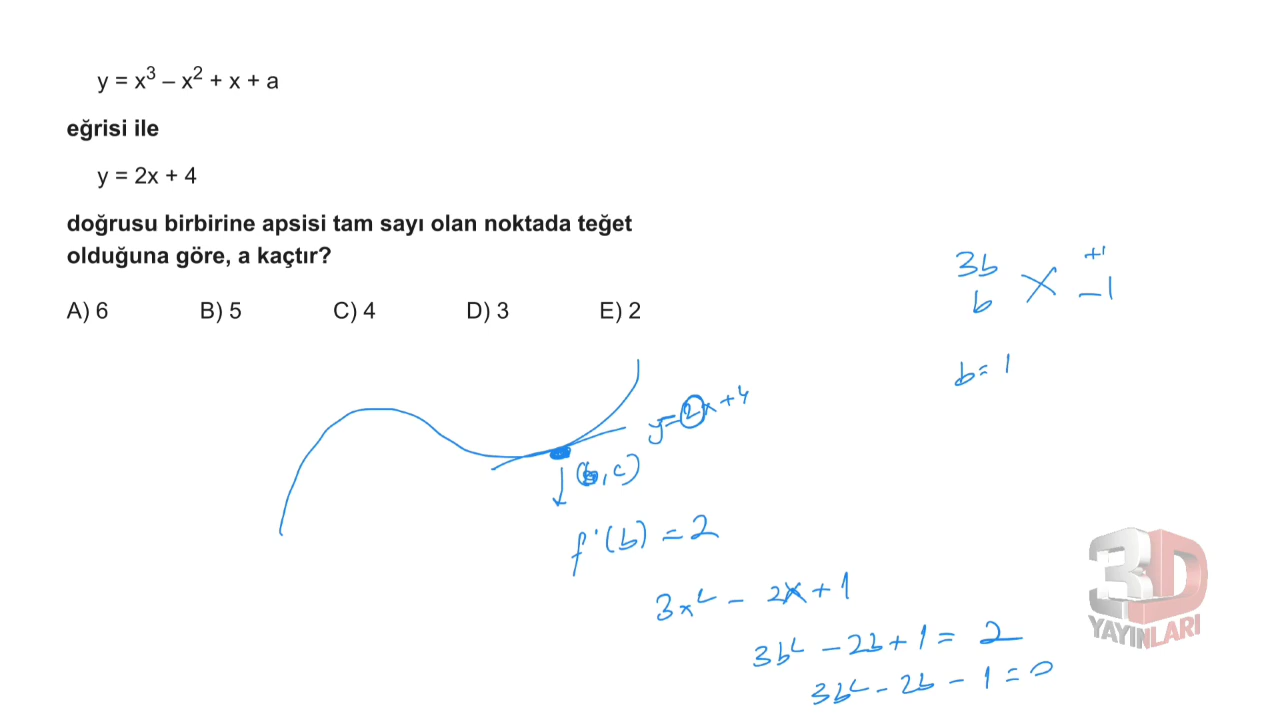 y = x³ – x² + x + a
eğrisi ile
y = 2x + 4
doğrusu birbirine apsisi tam sayı olan noktada teğet
olduğuna göre, a kaçtır?
A) 6 B) 5 C) 4 D) 3 E) 2
3b +1
b -1
b = 1
y = 2x + 4
(b, c)
f'(b) = 2
3x² - 2x + 1
3b² - 2b + 1 = 2
3b² - 2b - 1 = 0
3D
YAYINLARI